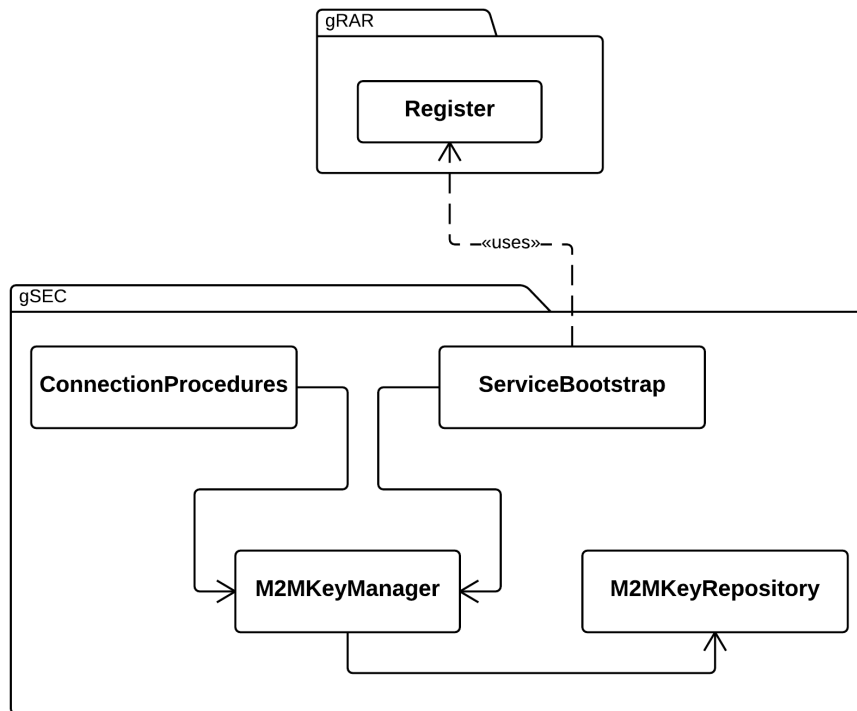 gRAR
Register
«uses»
gSEC
ConnectionProcedures
ServiceBootstrap
M2MKeyManager
M2MKeyRepository